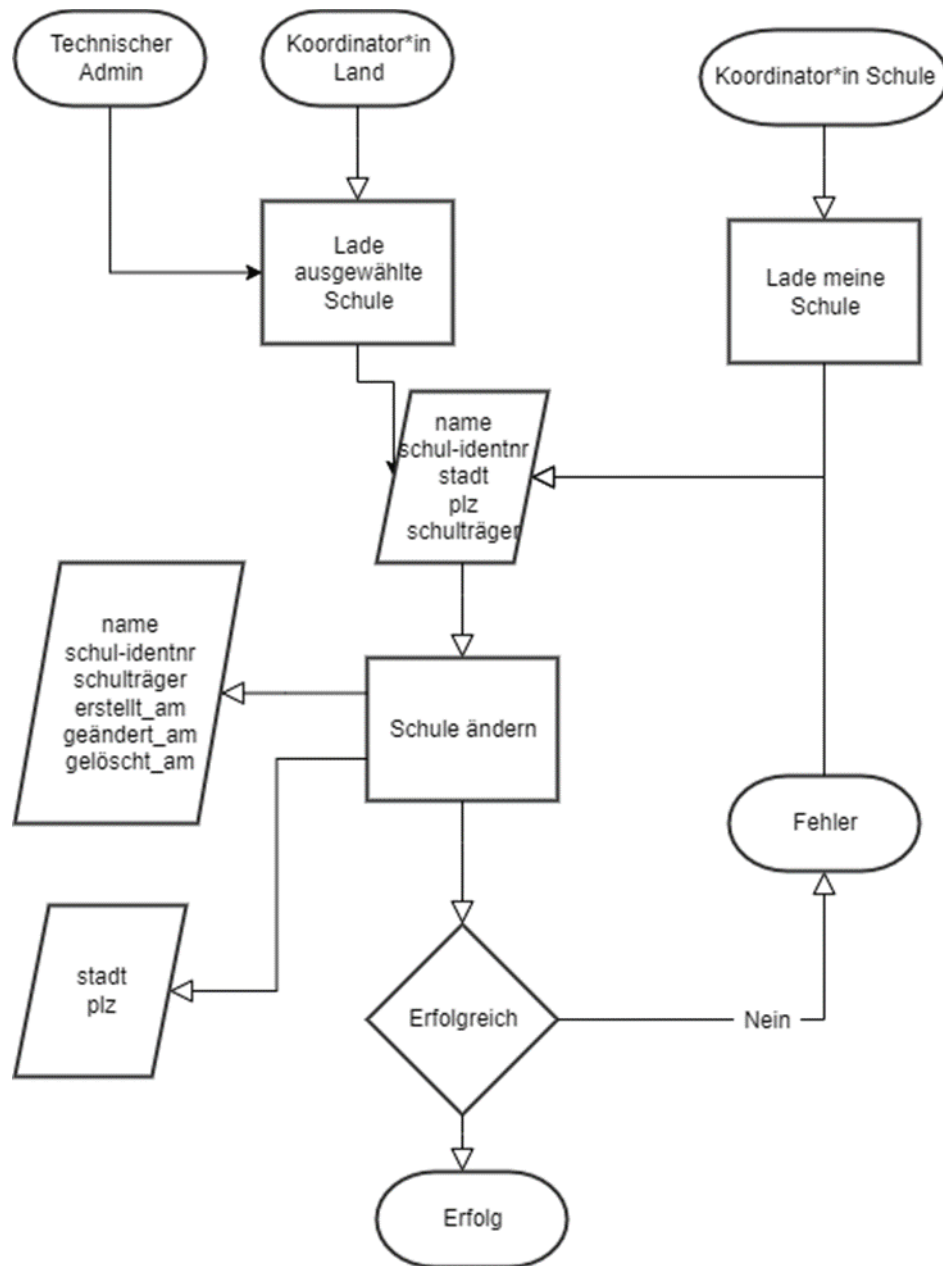 Technischer
Admin
Koordinator*in
Land
Koordinator*in Schule
Lade
ausgewählte
Schule
Lade meine
Schule
name
schul-identnr
stadt
plz
schulträger
name
schul-identnr
schulträger
erstellt_am
geändert_am
gelöscht_am
Schule ändern
Fehler
stadt
plz
Erfolgreich
Nein
Erfolg